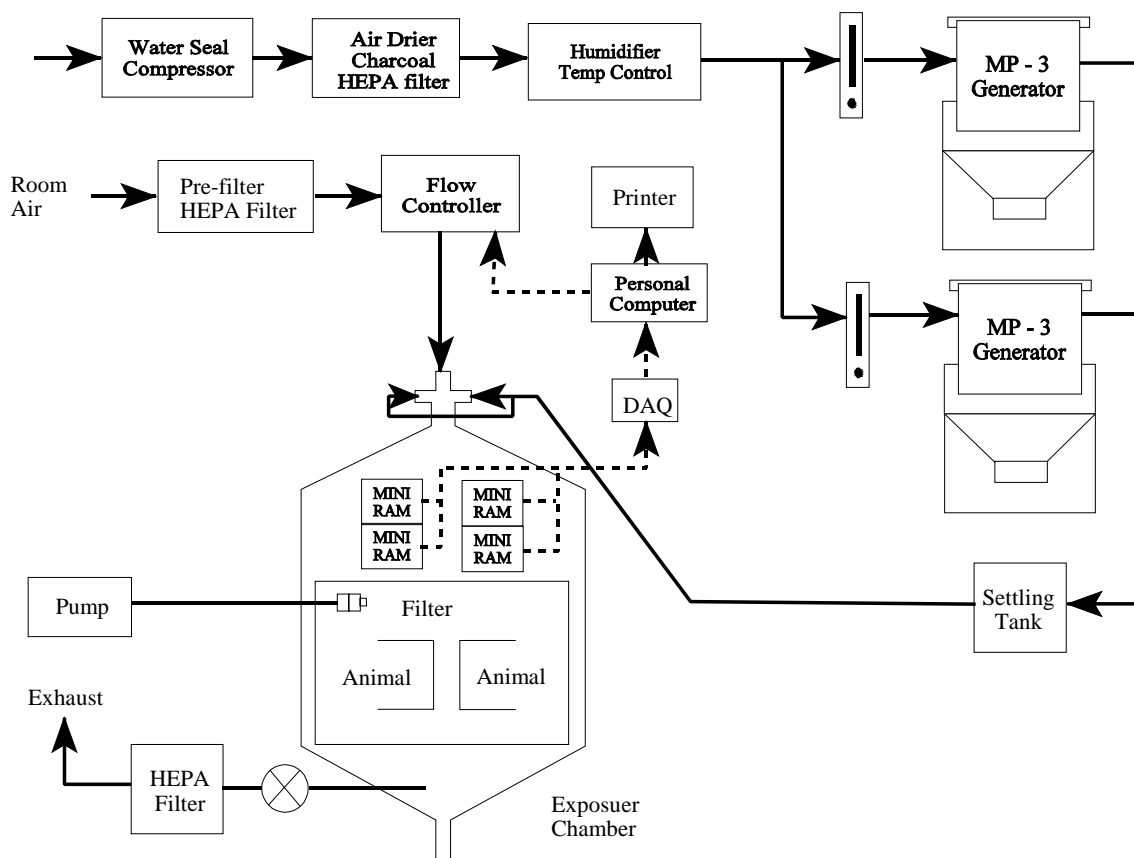 Water Seal
Compressor
Air Drier
Charcoal
HEPA filter
Humidifier
Temp Control
MP - 3
Generator
Room
Air
Pre-filter
HEPA Filter
Flow
Controller
Printer
Personal
Computer
MP - 3
Generator
DAQ
MINI
RAM
MINI
RAM
MINI
RAM
MINI
RAM
Pump
Filter
Settling
Tank
Animal
Animal
Exhaust
HEPA
Filter
Exposuer
Chamber